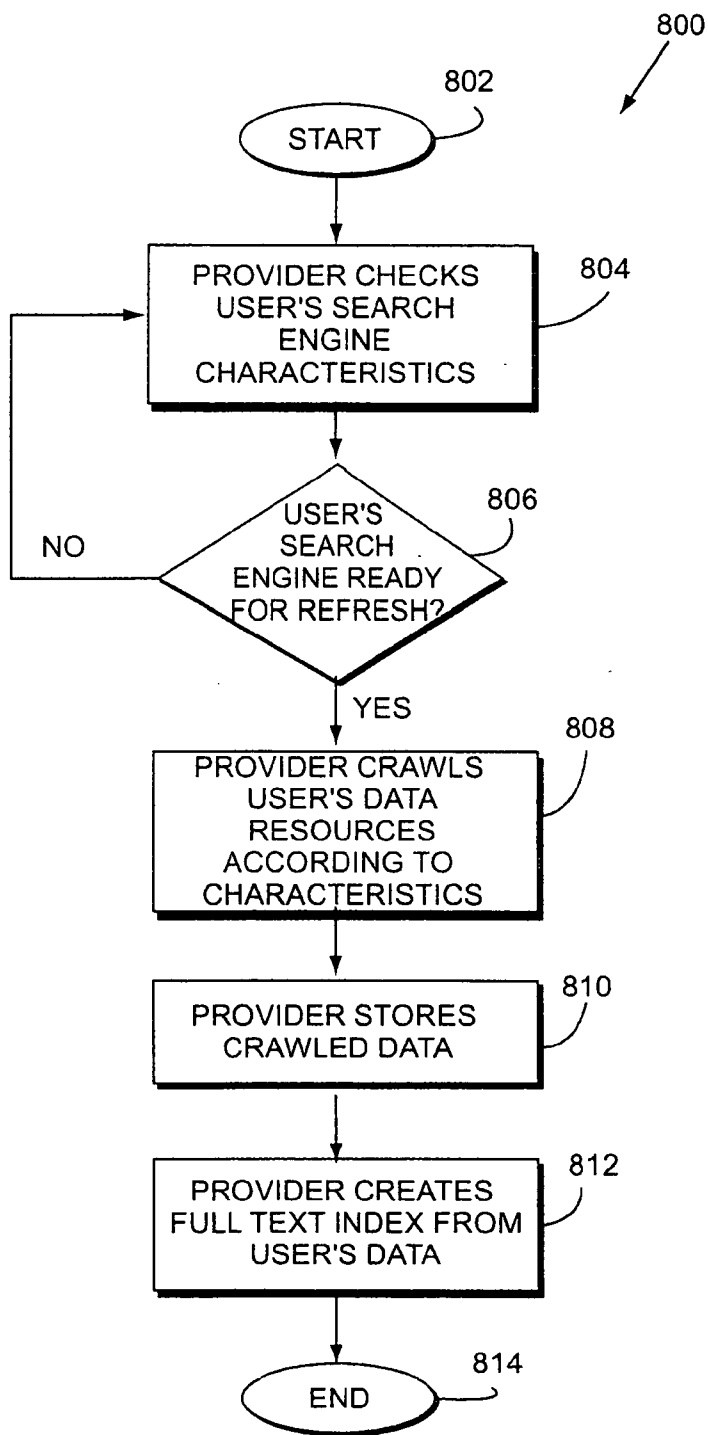 800
802
START
PROVIDER CHECKS
USER'S SEARCH
ENGINE
CHARACTERISTICS
804
USER'S
SEARCH
ENGINE READY
FOR REFRESH?
806
NO
YES
808
PROVIDER CRAWLS
USER'S DATA
RESOURCES
ACCORDING TO
CHARACTERISTICS
810
PROVIDER STORES
CRAWLED DATA
812
PROVIDER CREATES
FULL TEXT INDEX FROM
USER'S DATA
814
END